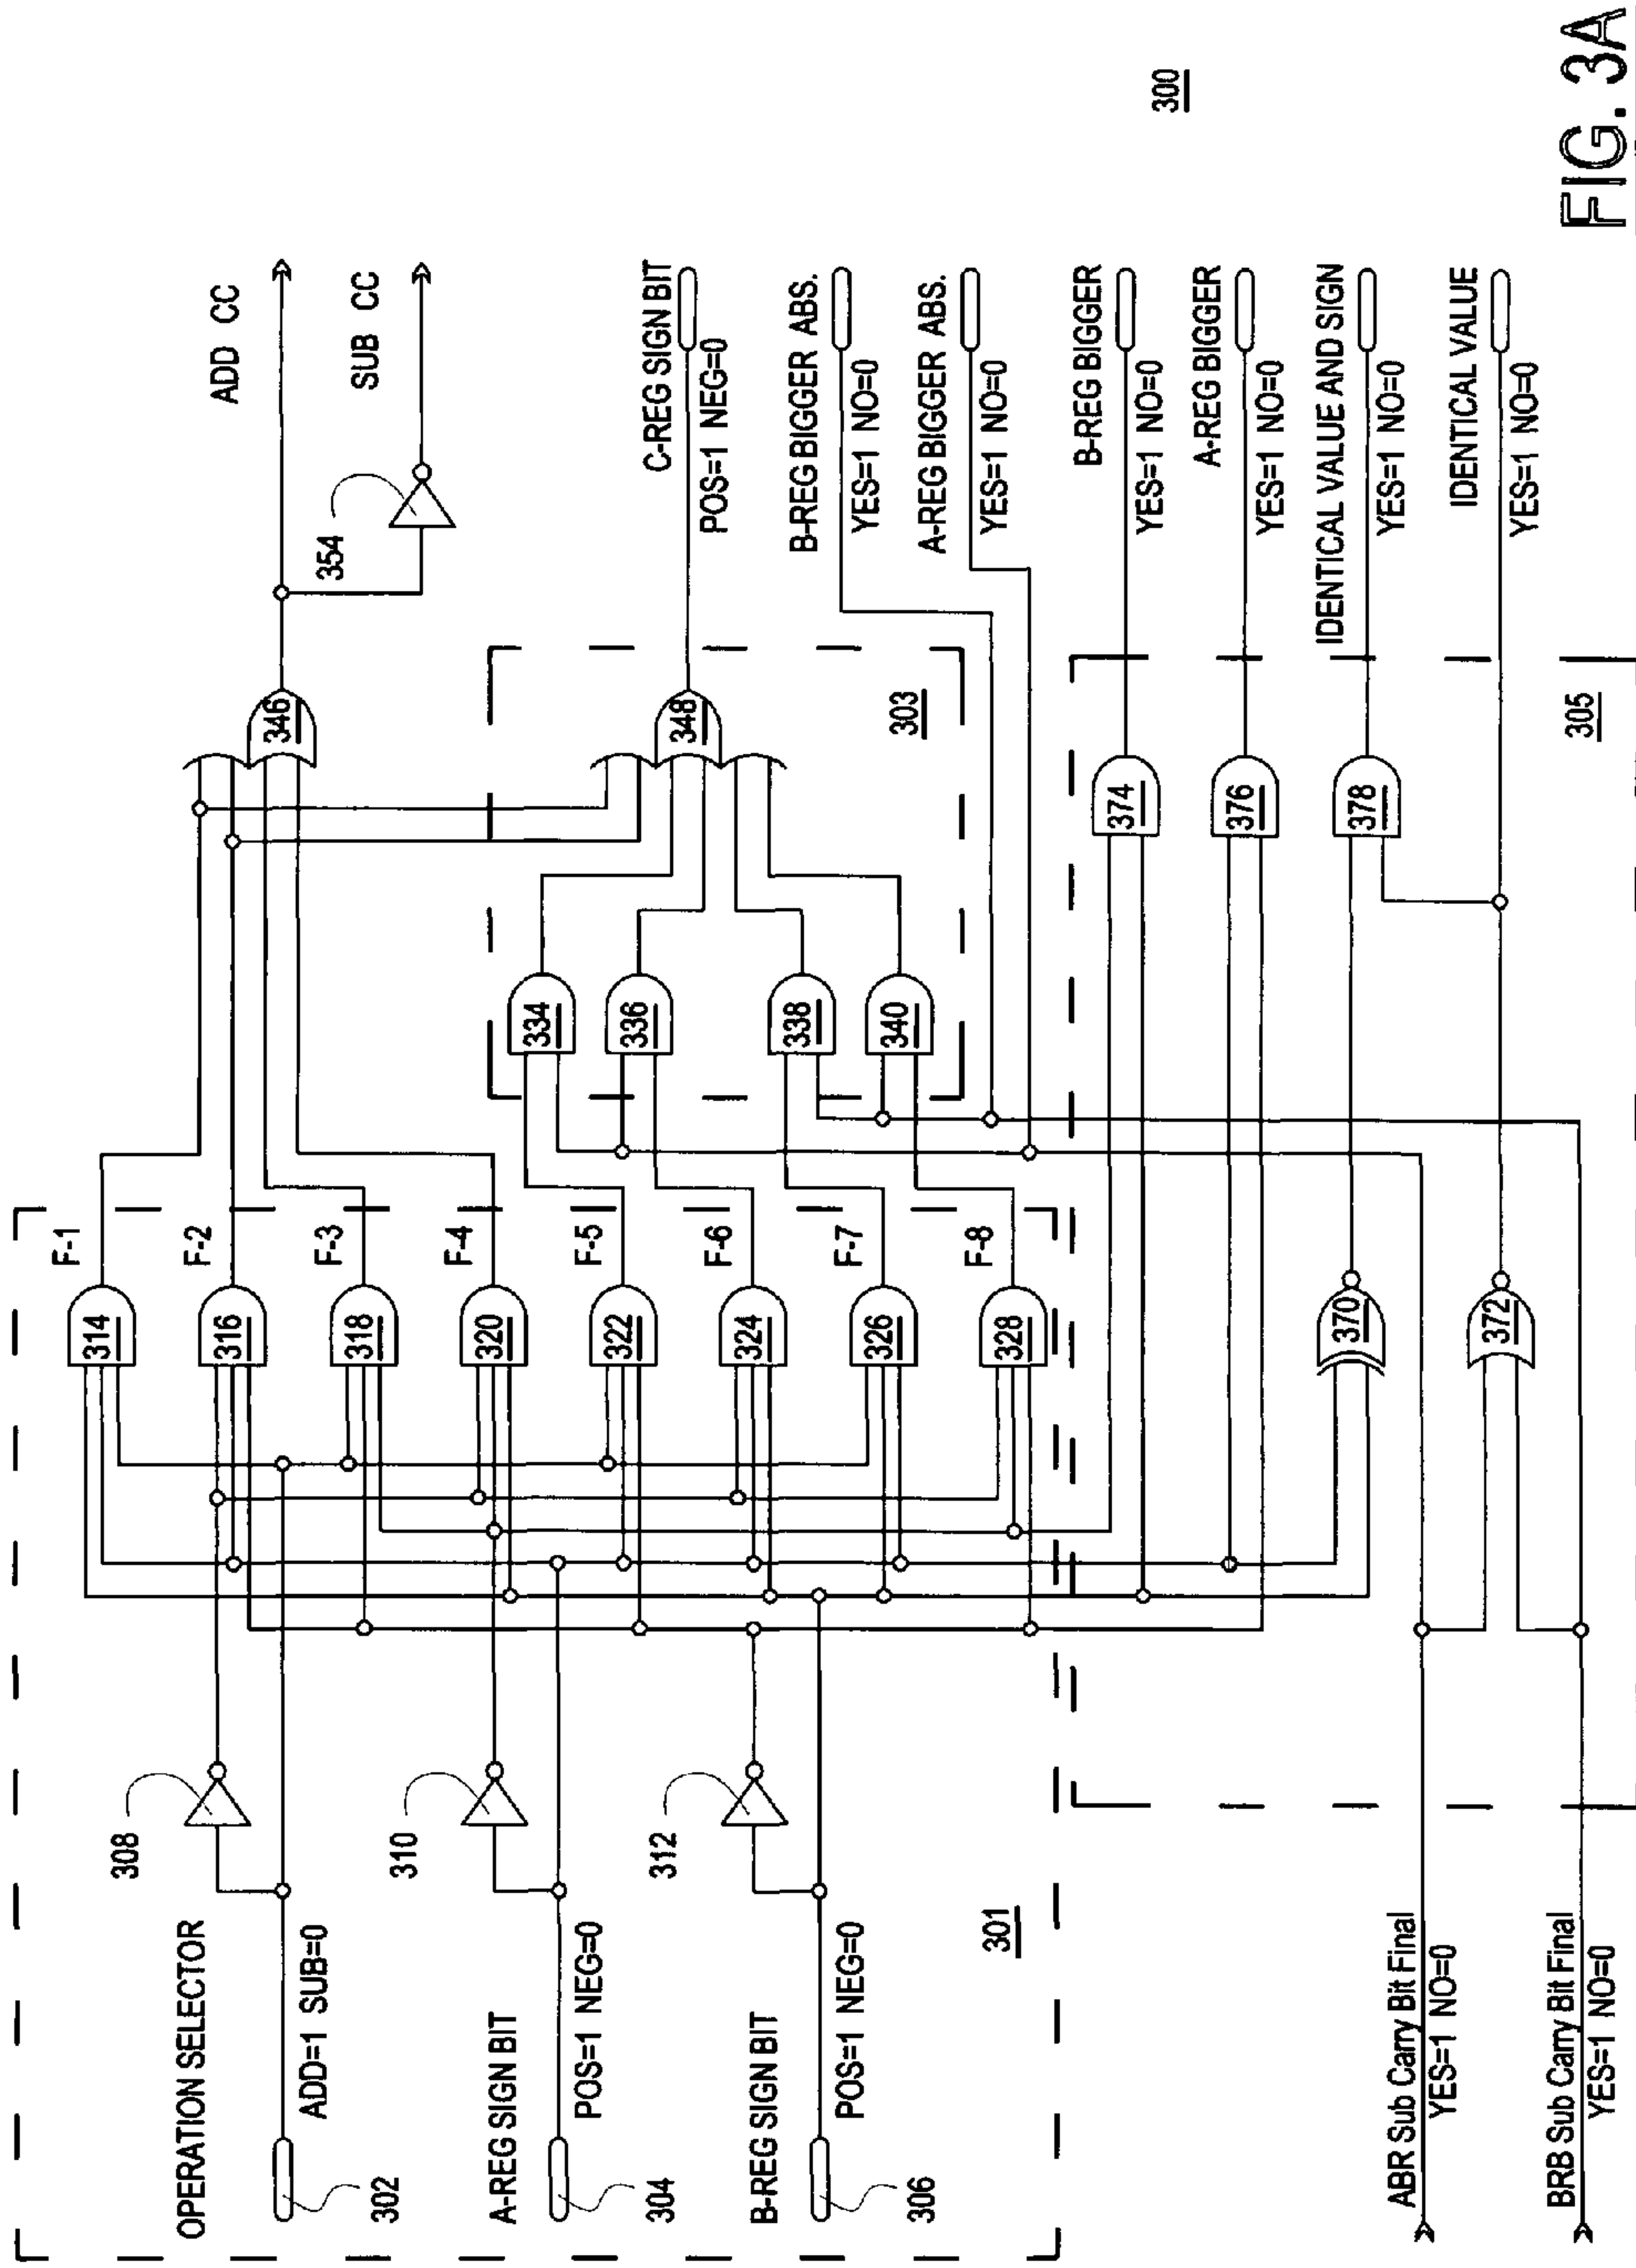 OPERATION SELECTOR
ADD=1 SUB=0
302
308
A-REG SIGN BIT
POS=1 NEG=0
304
310
B-REG SIGN BIT
POS=1 NEG=0
306
312
301
314
F-1
316
F-2
318
F-3
320
F-4
322
F-5
324
F-6
326
F-7
328
F-8
346
ADD CC
354
SUB CC
334
336
338
340
348
303
C-REG SIGN BIT
POS=1 NEG=0
B-REG BIGGER ABS.
YES=1 NO=0
A-REG BIGGER ABS.
YES=1 NO=0
300
374
B-REG BIGGER
YES=1 NO=0
376
A-REG BIGGER
YES=1 NO=0
370
378
IDENTICAL VALUE AND SIGN
YES=1 NO=0
372
IDENTICAL VALUE
YES=1 NO=0
305
ABR Sub Carry Bit Final
YES=1 NO=0
BRB Sub Carry Bit Final
YES=1 NO=0
FIG. 3A